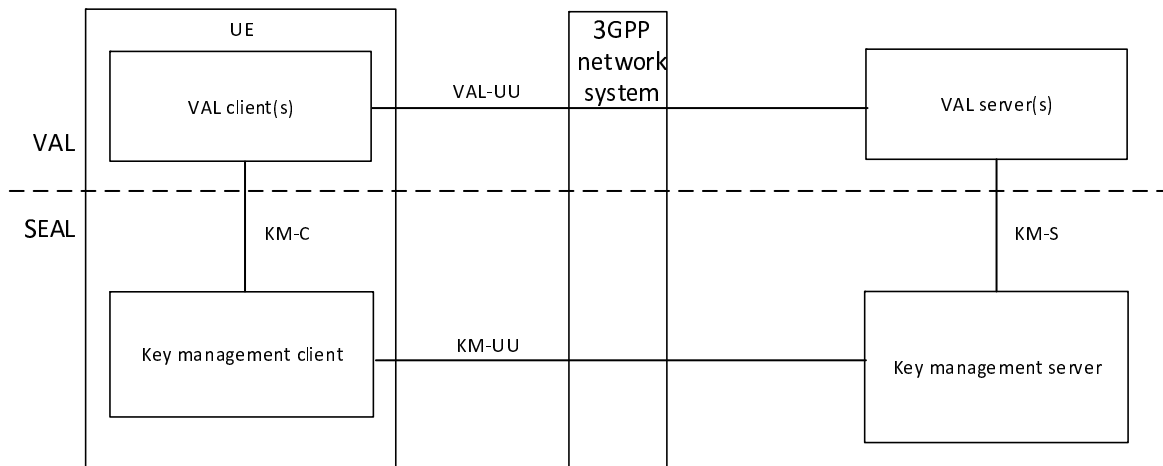 UE
3GPP
network
system
VAL client(s)
VAL-UU
VAL server(s)
VAL
SEAL
KM-C
KM-S
Key management client
KM-UU
Key management server